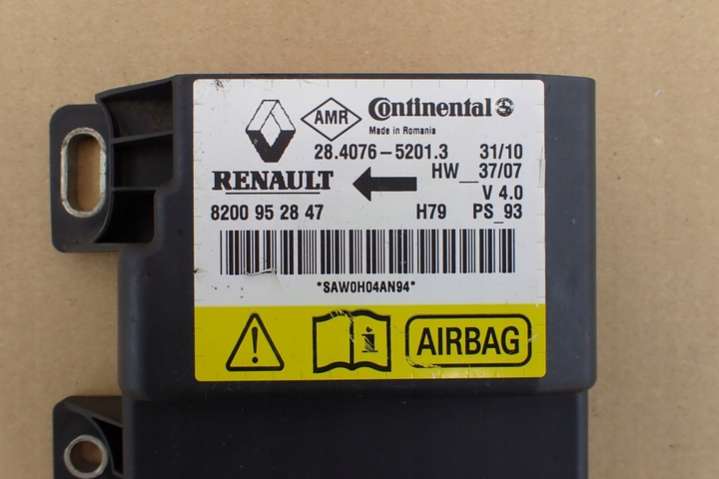 AMR Continental
Made in Romania
28.4076-5201.3 31/10
HW__37/07
RENAULT
V 4.0
8200 95 28 47 H79 PS_93
*SAW0H04AN94*
AIRBAG